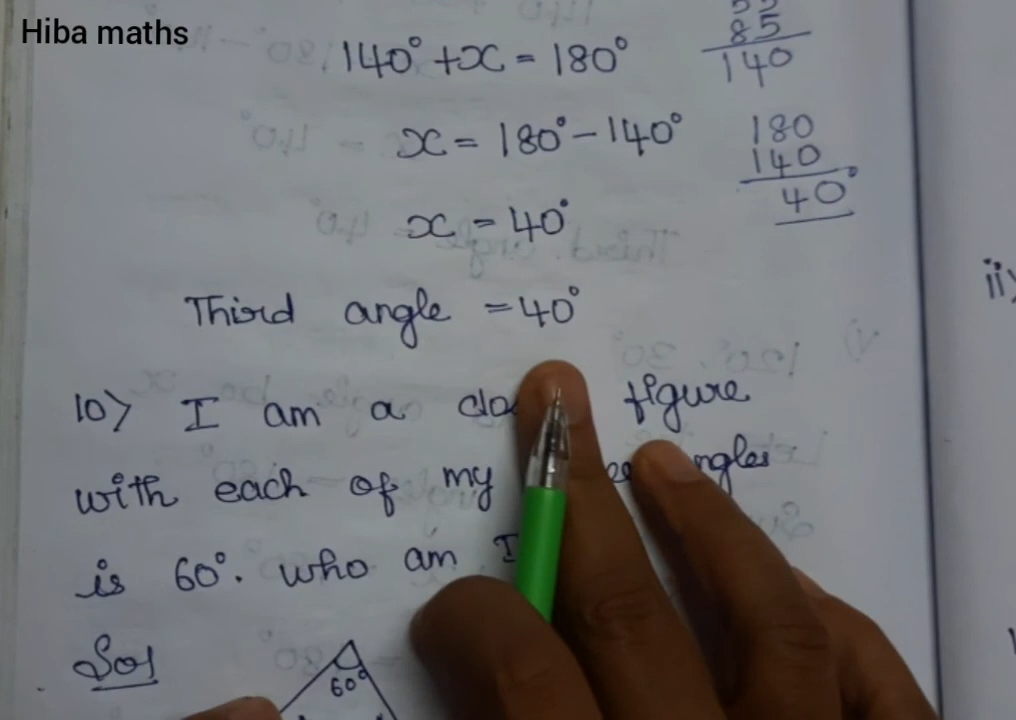 Hiba maths
85
140
140° + x = 180°
180
x = 180° - 140°
140
40°
x = 40°
Third angle = 40°
ii)
10) I am a figure
with each of my
is 60°. who am I
Sol
60°